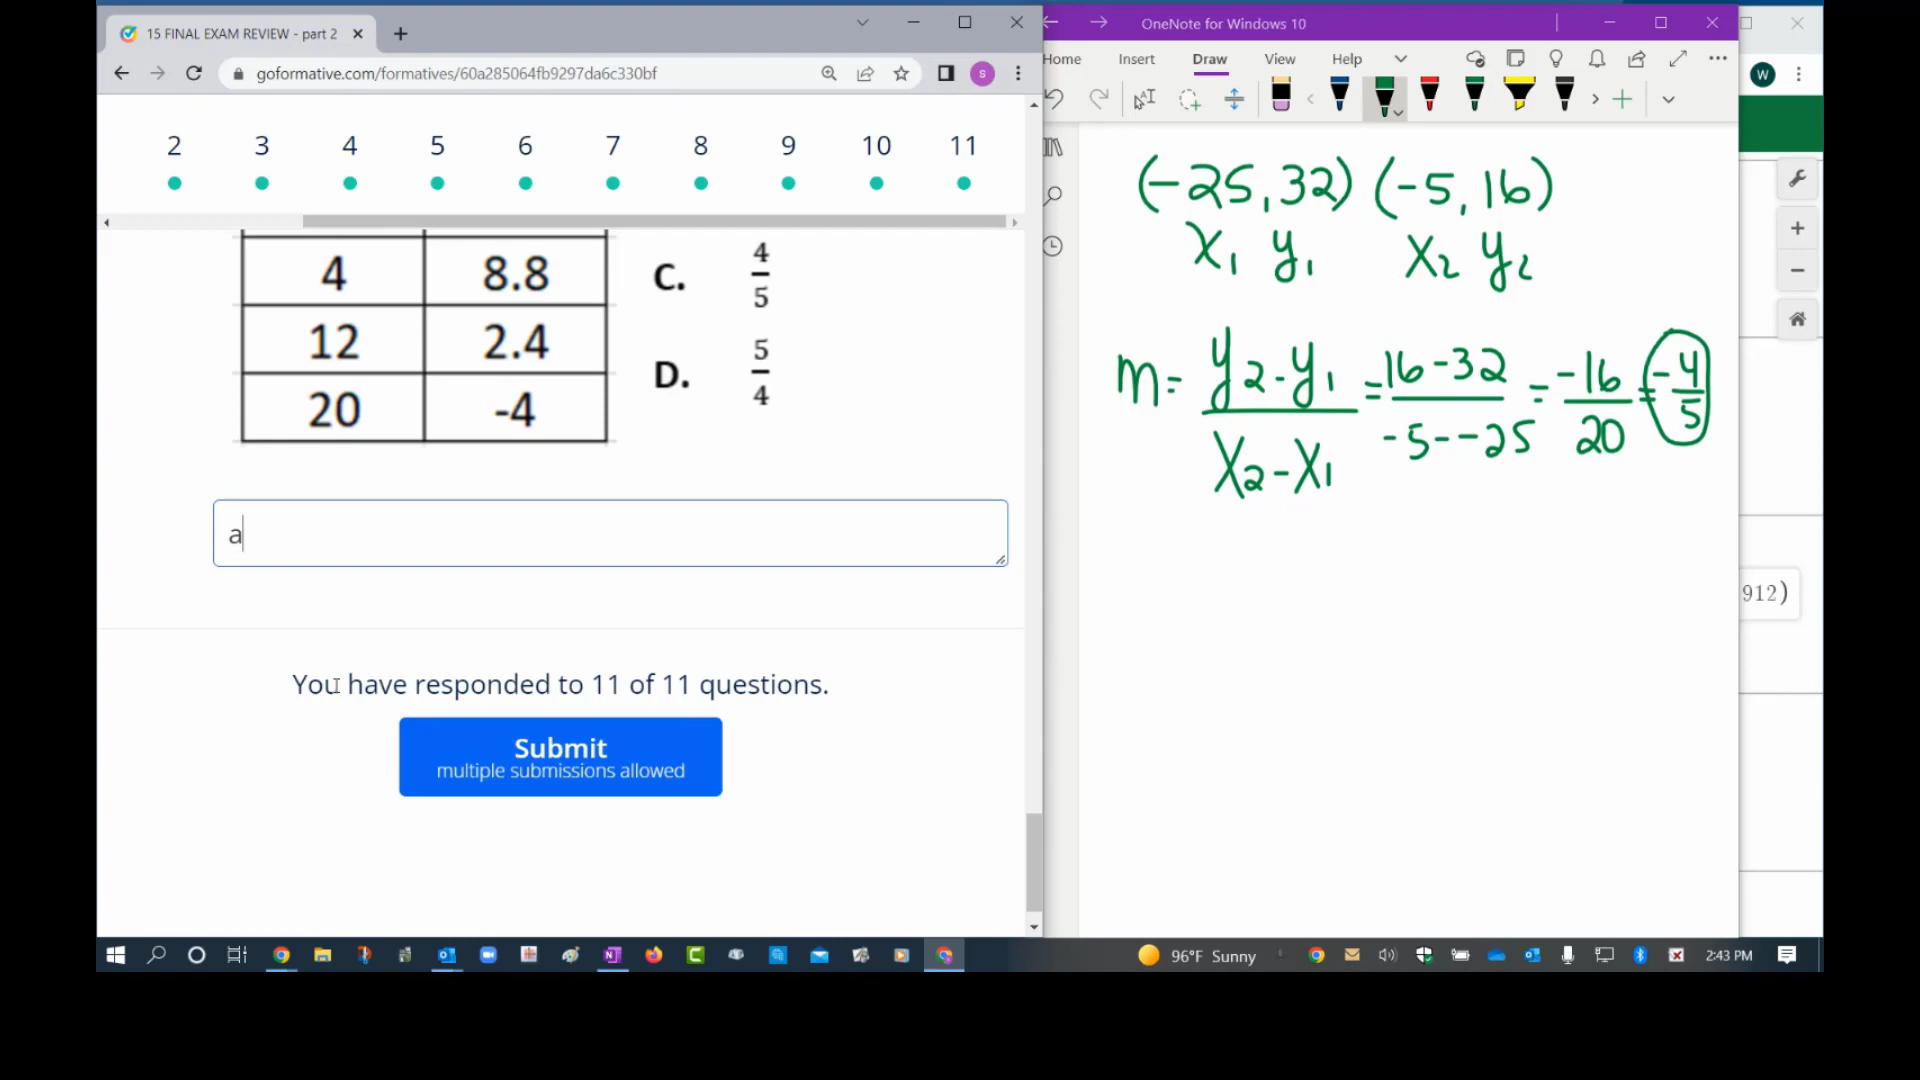 15 FINAL EXAM REVIEW - part 2
goformative.com/formatives/60a285064fb9297da6c330bf
s
2 3 4 5 6 7 8 9 10 11
4 8.8
12 2.4
20 -4
C. 4/5
D. 5/4
a
You have responded to 11 of 11 questions.
Submit
multiple submissions allowed
OneNote for Windows 10
Home Insert Draw View Help
(-25, 32) (-5, 16)
x₁ y₁ x₂ y₂
m = (y₂ - y₁)/(x₂ - x₁) = (16 - 32)/(-5 - -25) = -16/20 = -4/5
W
912)
96°F Sunny
2:43 PM